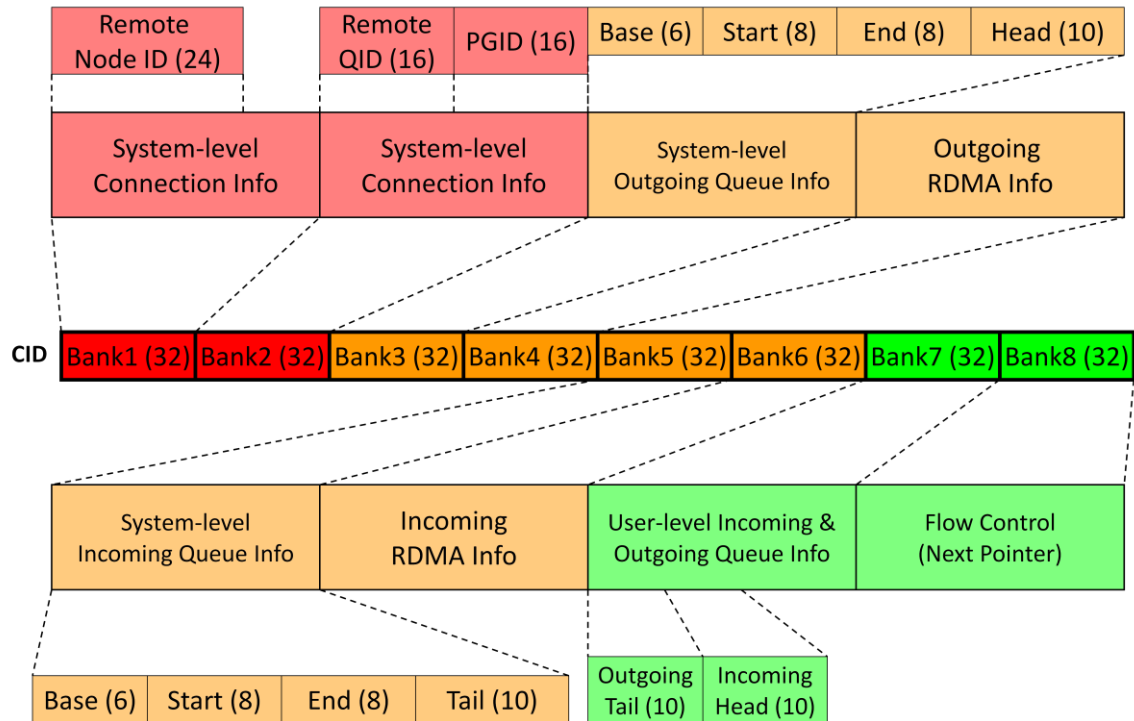 Remote
Node ID (24)
Remote
QID (16)
PGID (16)
Base (6)
Start (8)
End (8)
Head (10)
System-level
Connection Info
System-level
Connection Info
System-level
Outgoing Queue Info
Outgoing
RDMA Info
CID
Bank1 (32)
Bank2 (32)
Bank3 (32)
Bank4 (32)
Bank5 (32)
Bank6 (32)
Bank7 (32)
Bank8 (32)
System-level
Incoming Queue Info
Incoming
RDMA Info
User-level Incoming &
Outgoing Queue Info
Flow Control
(Next Pointer)
Base (6)
Start (8)
End (8)
Tail (10)
Outgoing
Tail (10)
Incoming
Head (10)